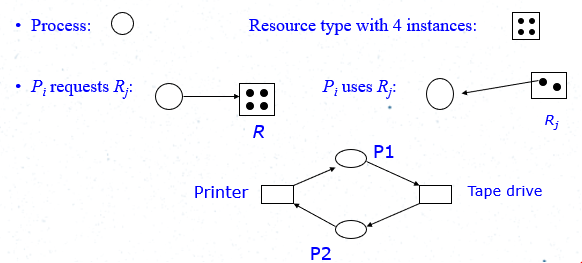 • Process:
Resource type with 4 instances:
• Pi requests Rj:
Pi uses Rj:
R
Rj
P1
Printer
Tape drive
P2